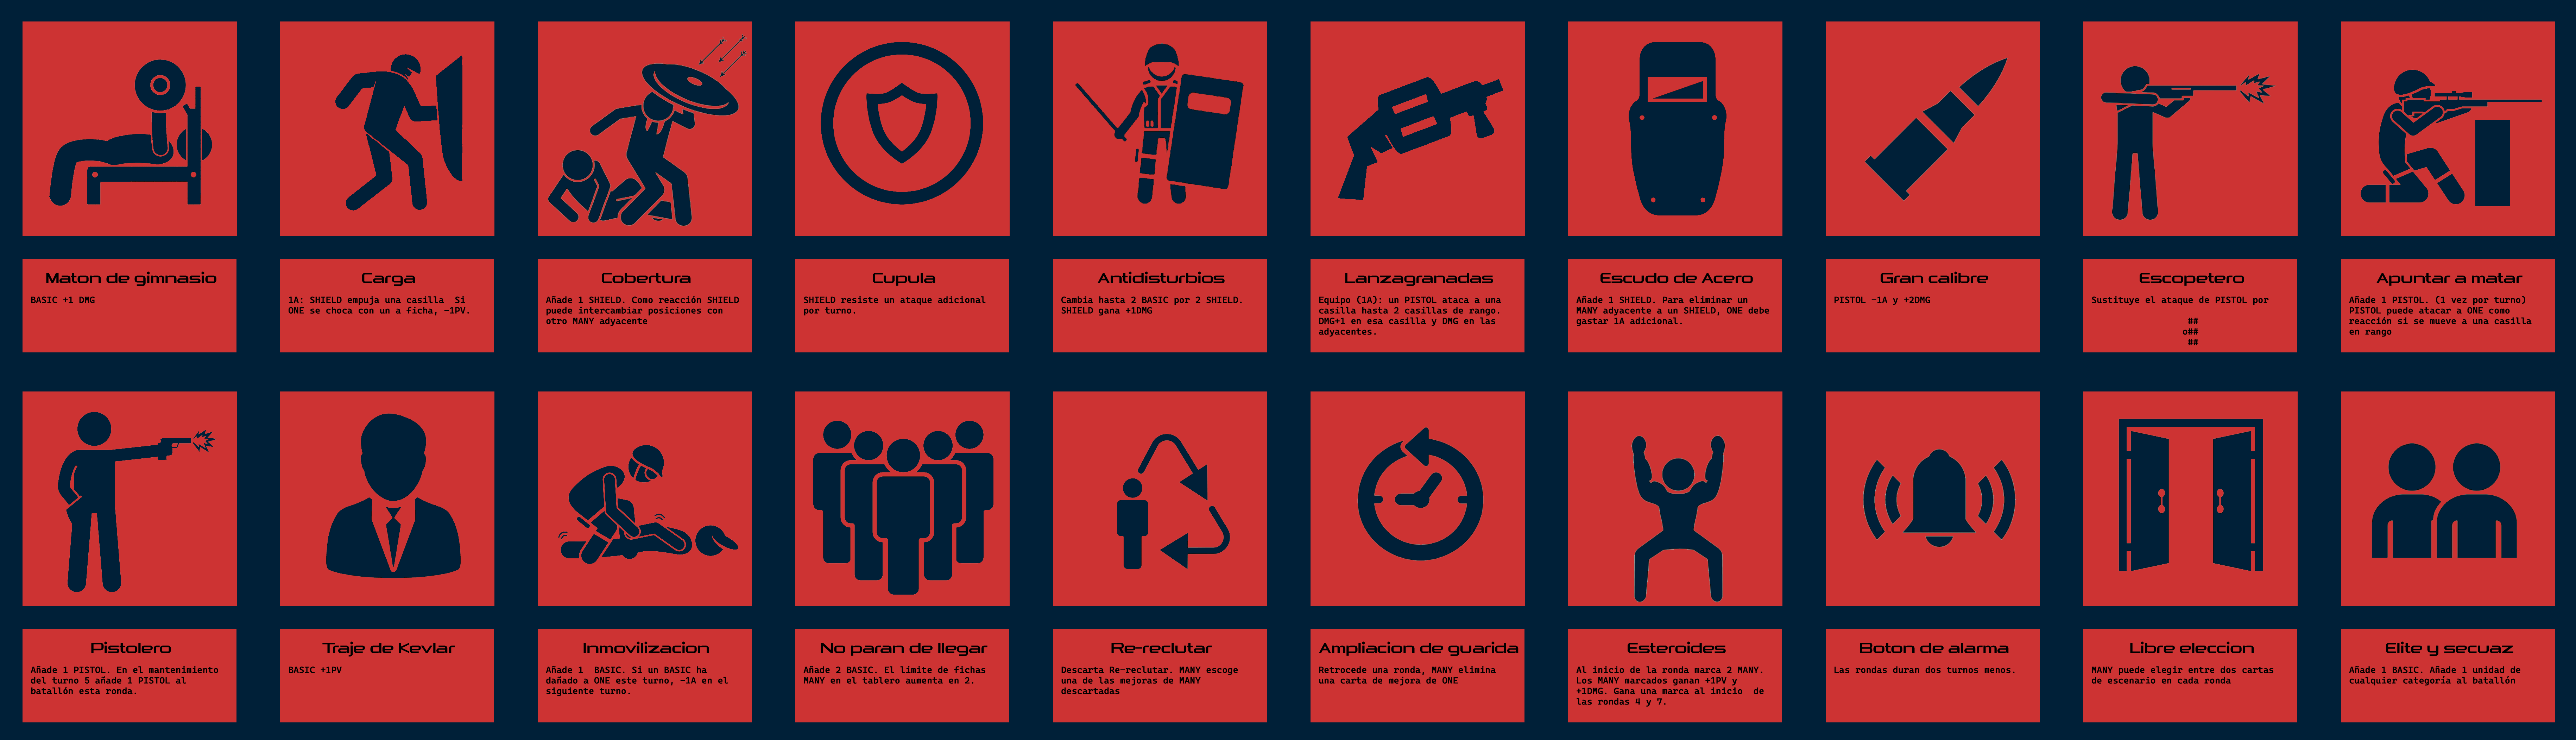 Maton de gimnasio
BASIC +1 DMG
Carga
1A: SHIELD empuja una casilla  Si
ONE se choca con un a ficha, -1PV.
Cobertura
Añade 1 SHIELD. Como reacción SHIELD
puede intercambiar posiciones con
otro MANY adyacente
Cupula
SHIELD resiste un ataque adicional
por turno.
Antidisturbios
Cambia hasta 2 BASIC por 2 SHIELD.
SHIELD gana +1DMG
Lanzagranadas
Equipo (1A): un PISTOL ataca a una
casilla hasta 2 casillas de rango.
DMG+1 en esa casilla y DMG en las
adyacentes.
Escudo de Acero
Añade 1 SHIELD. Para eliminar un
MANY adyacente a un SHIELD, ONE debe
gastar 1A adicional.
Gran calibre
PISTOL -1A y +2DMG
Escopetero
Sustituye el ataque de PISTOL por
##
o##
##
Apuntar a matar
Añade 1 PISTOL. (1 vez por turno)
PISTOL puede atacar a ONE como
reacción si se mueve a una casilla
en rango
Pistolero
Añade 1 PISTOL. En el mantenimiento
del turno 5 añade 1 PISTOL al
batallón esta ronda.
Traje de Kevlar
BASIC +1PV
Inmovilizacion
Añade 1  BASIC. Si un BASIC ha
dañado a ONE este turno, -1A en el
siguiente turno.
No paran de llegar
Añade 2 BASIC. El límite de fichas
MANY en el tablero aumenta en 2.
Re-reclutar
Descarta Re-reclutar. MANY escoge
una de las mejoras de MANY
descartadas
Ampliacion de guarida
Retrocede una ronda, MANY elimina
una carta de mejora de ONE
Esteroides
Al inicio de la ronda marca 2 MANY.
Los MANY marcados ganan +1PV y
+1DMG. Gana una marca al inicio  de
las rondas 4 y 7.
Boton de alarma
Las rondas duran dos turnos menos.
Libre eleccion
MANY puede elegir entre dos cartas
de escenario en cada ronda
Elite y secuaz
Añade 1 BASIC. Añade 1 unidad de
cualquier categoría al batallón